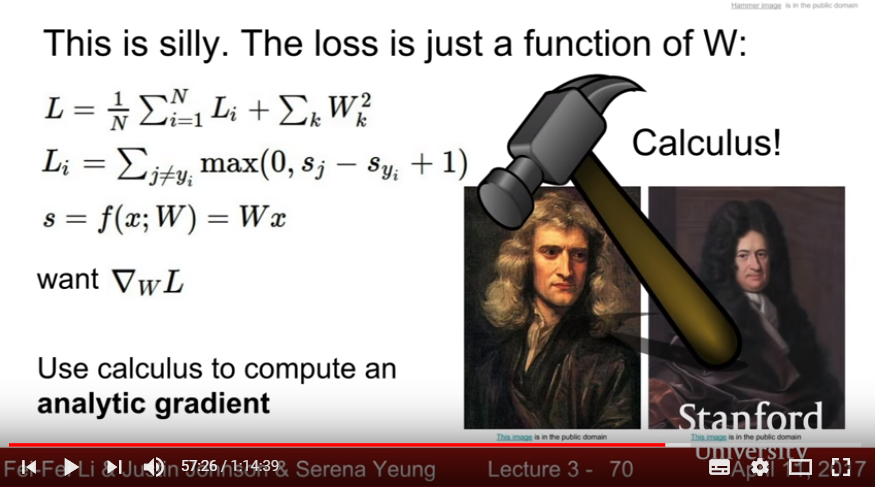 Hammer image is in the public domain
This is silly. The loss is just a function of W:
L = \frac{1}{N} \sum_{i=1}^{N} L_i + \sum_k W_k^2
Calculus!
L_i = \sum_{j \neq y_i} \max(0, s_j - s_{y_i} + 1)
s = f(x; W) = Wx
want \nabla_W L
Use calculus to compute an
analytic gradient
Stanford
University
This image is in the public domain
This image is in the public domain
57:26 / 1:14:39
Fei-Fei Li & Justin Johnson & Serena Yeung
Lecture 3 - 70
April 11, 2017